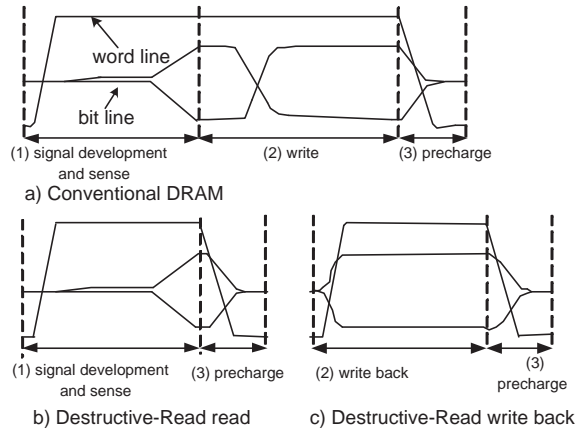 word line
bit line
(1) signal development
and sense
(2) write
(3) precharge
a) Conventional DRAM
(1) signal development
and sense
(3) precharge
(2) write back
(3)
precharge
b) Destructive-Read read
c) Destructive-Read write back